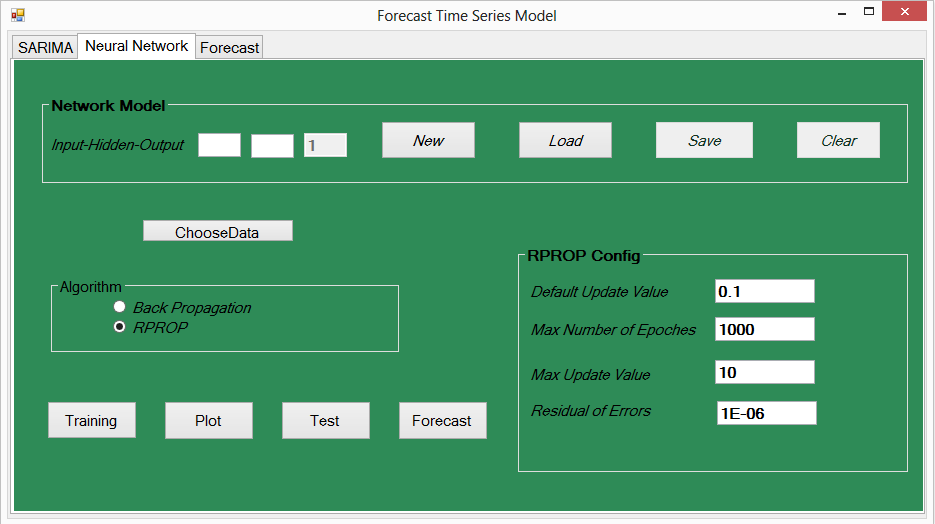 Forecast Time Series Model
SARIMA Neural Network Forecast
Network Model
Input-Hidden-Output 1 New Load Save Clear
ChooseData
Algorithm
Back Propagation
RPROP
Training Plot Test Forecast
RPROP Config
Default Update Value 0.1
Max Number of Epoches 1000
Max Update Value 10
Residual of Errors 1E-06